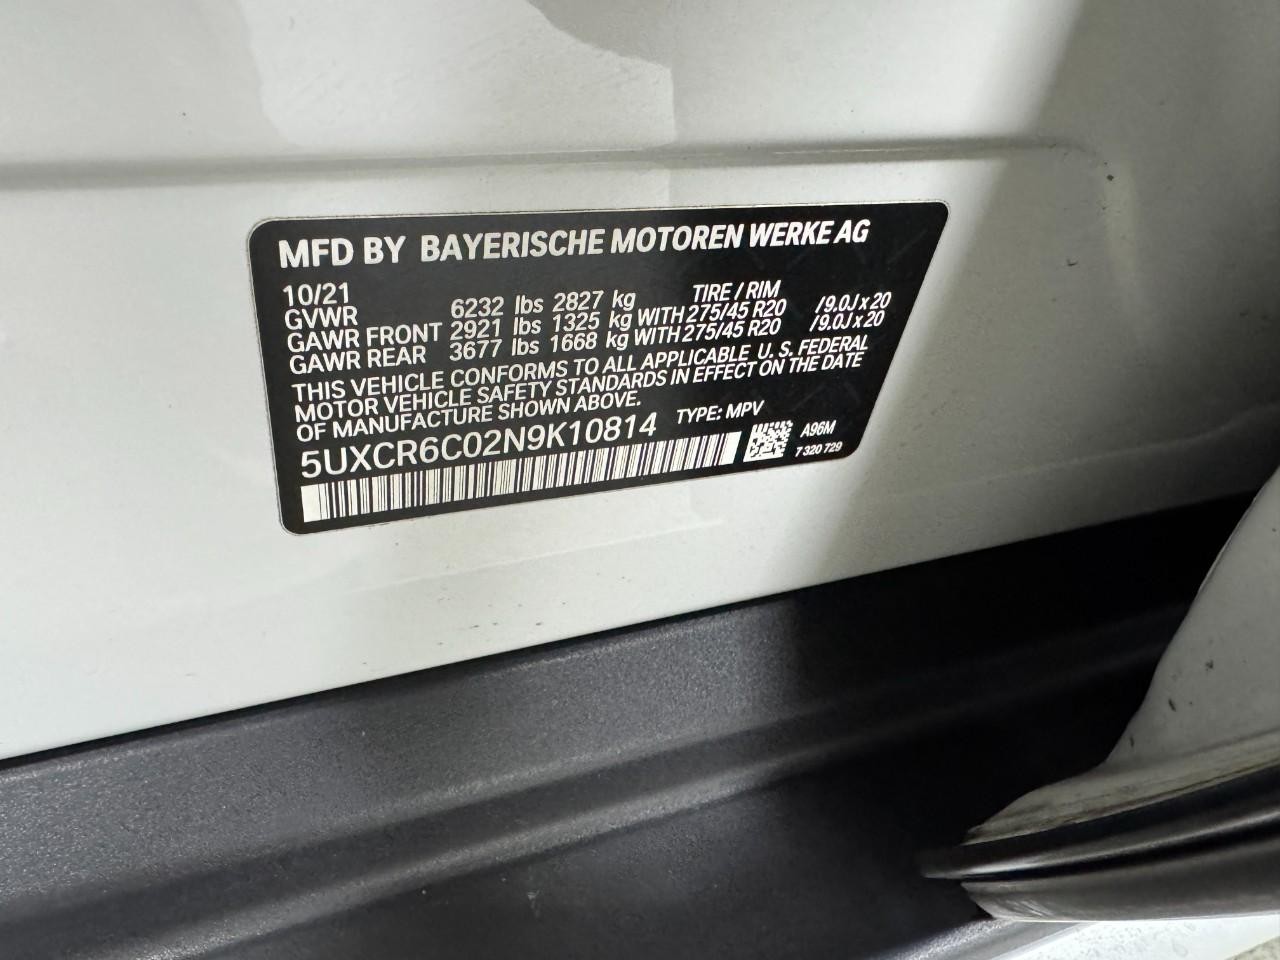 MFD BY BAYERISCHE MOTOREN WERKE AG
10/21 TIRE / RIM
GVWR 6232 lbs 2827 kg
GAWR FRONT 2921 lbs 1325 kg WITH 275/45 R20 /9.0J x 20
GAWR REAR 3677 lbs 1668 kg WITH 275/45 R20 /9.0J x 20
THIS VEHICLE CONFORMS TO ALL APPLICABLE U. S. FEDERAL
MOTOR VEHICLE SAFETY STANDARDS IN EFFECT ON THE DATE
OF MANUFACTURE SHOWN ABOVE.
5UXCR6C02N9K10814 TYPE: MPV
A96M
7 320 729